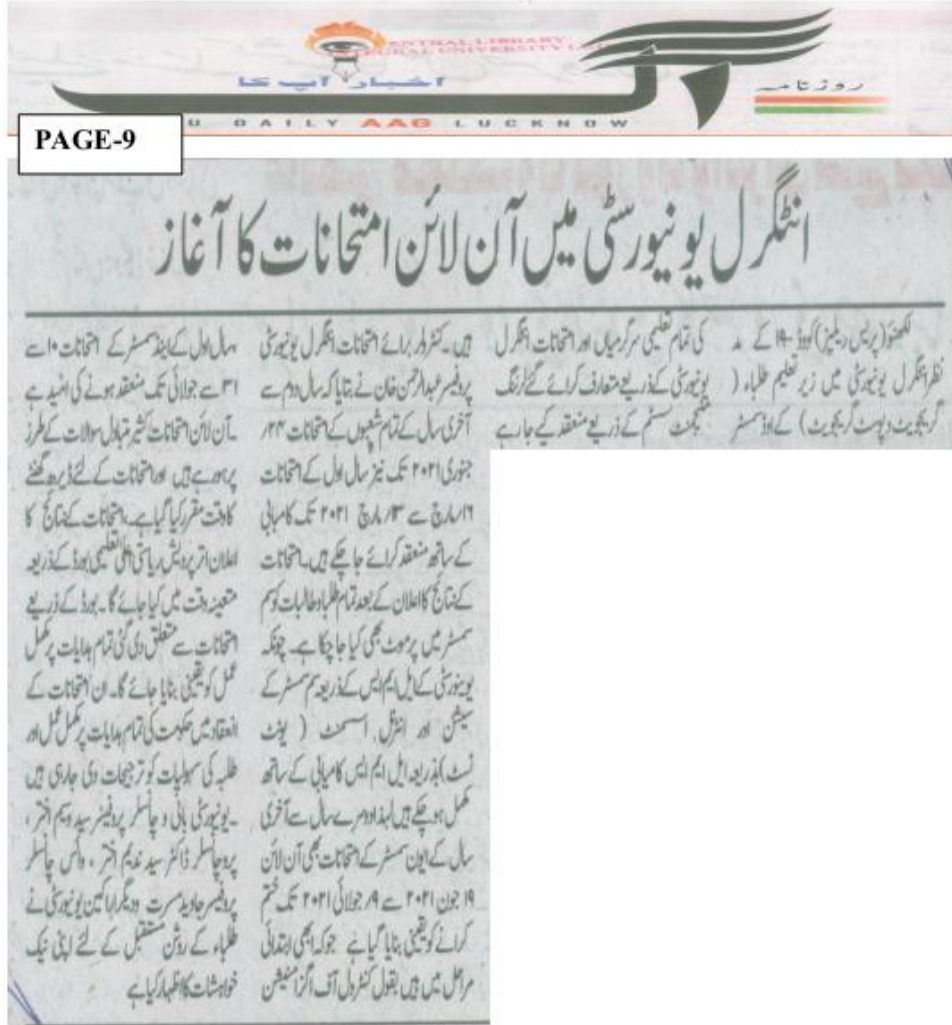 CENTRAL LIBRARY,
روزنامہ
آگ
اخبار آپ کا
U DAILY AAG LUCKNOW
PAGE-9
انٹگرل یونیورسٹی میں آن لائن امتحانات کا آغاز
لکھنؤ (پریس ریلیز) کووڈ-۱۹ کے مد
نظر انٹگرل یونیورسٹی میں زیر تعلیم طلباء (
گریجویٹ و پوسٹ گریجویٹ) کے اوڈ سمسٹر
کی تمام تعلیمی سرگرمیاں اور امتحانات انٹگرل
یونیورسٹی کے ذریعے متعارف کرائے گئے لرننگ
منیجمنٹ سسٹم کے ذریعے منعقد کیے جا رہے
ہیں۔ کنٹرولر برائے امتحانات انٹگرل یونیورسٹی
پروفیسر عبدالرحمن خان نے بتایا کہ سال دوم سے
آخری سال کے تمام شعبوں کے امتحانات ۲۴؍
جنوری ۲۰۲۱ تک نیز سال اول کے امتحانات
۱۶؍مارچ سے ۱۳؍ مارچ ۲۰۲۱ تک کامیابی
کے ساتھ منعقد کرائے جا چکے ہیں۔ امتحانات
کے نتائج کا اعلان کے بعد تمام طلبا و طالبات کو سم
سمسٹر میں پرموٹ بھی کیا جا چکا ہے۔ چونکہ
یونیورسٹی کے ایل ایم ایس کے ذریعہ سم سمسٹر کے
سیشن اور انٹرنل اسسمنٹ ( یونٹ
ٹسٹ) بذریعہ ایل ایم ایس کامیابی کے ساتھ
مکمل ہو چکے ہیں لہٰذا دوسرے سال سے آخری
سال کے ایون سمسٹر کے امتحانات بھی آن لائن
۱۹ جون ۲۰۲۱ سے ۹؍ جولائی ۲۰۲۱ تک ختم
کرانے کو یقینی بنایا گیا ہے جو کہ ابھی ابتدائی
مراحل میں ہیں بقول کنٹرول آف اگزامنیشن
سال اول کے اینڈ سمسٹر کے امتحانات ۱۰ سے
۳۱ سے جولائی تک منعقد ہونے کی امید ہے
۔آن لائن امتحانات کثیر متبادل سوالات کے طرز
پر ہو رہے ہیں اور امتحانات کے لئے ڈیڑھ گھنٹے
کا وقت مقرر کیا گیا ہے۔ امتحانات کے نتائج کا
اعلان اتر پردیش ریاستی اعلیٰ تعلیمی بورڈ کے ذریعہ
متعینہ وقت میں کیا جائے گا۔ بورڈ کے ذریعے
امتحانات سے متعلق دی گئی تمام ہدایات پر مکمل
عمل کو یقینی بنایا جائے گا۔ ان امتحانات کے
انعقاد میں حکومت کی تمام ہدایات پر مکمل عمل اور
طلبہ کی سہولیات کو ترجیحات دی جا رہی ہیں
۔یونیورسٹی بانی و چانسلر پروفیسر سید وسیم اختر ،
پرو چانسلر ڈاکٹر سید ندیم اختر ، وائس چانسلر
پروفیسر جاوید مسرت و دیگر اراکین یونیورسٹی نے
طلباء کے روشن مستقبل کے لئے اپنی نیک
خواہشات کا اظہار کیا ہے